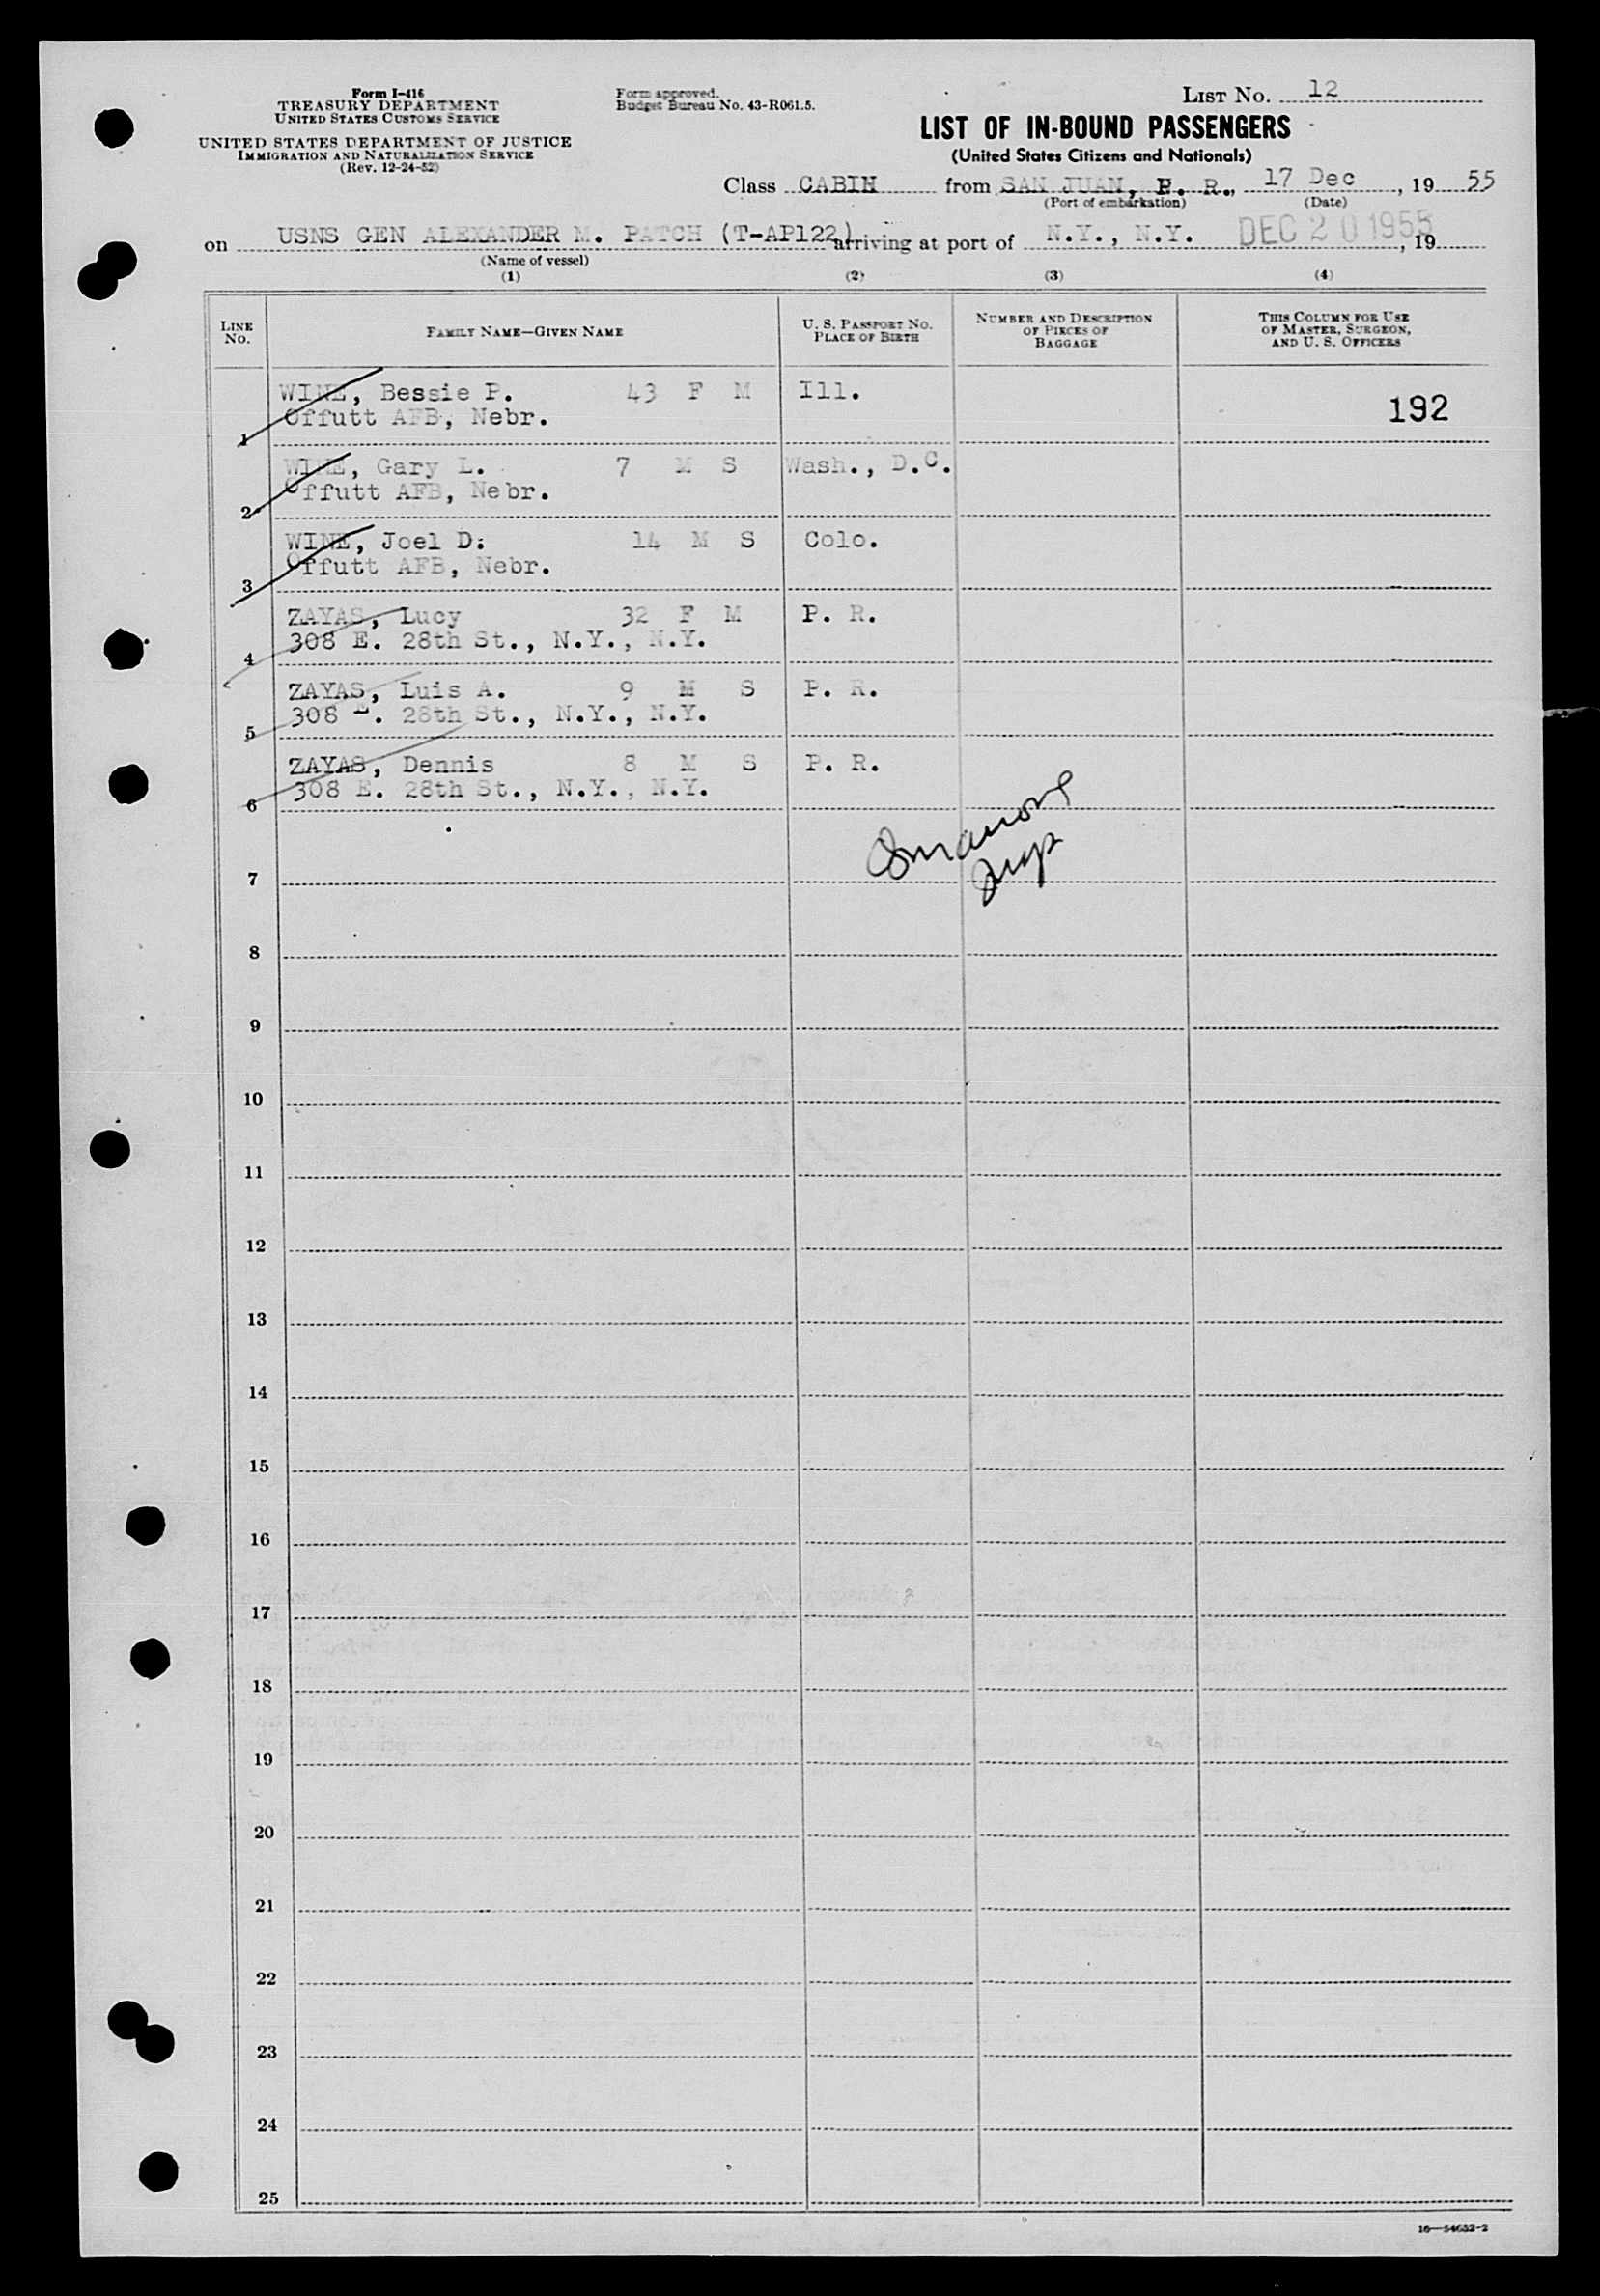 Form I-416
TREASURY DEPARTMENT
UNITED STATES CUSTOMS SERVICE
UNITED STATES DEPARTMENT OF JUSTICE
IMMIGRATION AND NATURALIZATION SERVICE
(Rev. 12-24-52)
Form approved.
Budget Bureau No. 43-R061.5.
LIST NO. 12
LIST OF IN-BOUND PASSENGERS
(United States Citizens and Nationals)
Class CABIN from SAN JUAN, P. R., 17 Dec, 19 55
(Port of embarkation) (Date)
on USNS GEN ALEXANDER M. PATCH (T-AP122) arriving at port of N.Y., N.Y. DEC 20 1955, 19
(Name of vessel)
(1) (2) (3) (4)
LINE NO. FAMILY NAME—GIVEN NAME U. S. PASSPORT NO. PLACE OF BIRTH NUMBER AND DESCRIPTION OF PIECES OF BAGGAGE THIS COLUMN FOR USE OF MASTER, SURGEON, AND U. S. OFFICERS
WINE, Bessie P. 43 F M Ill. 192
Offutt AFB, Nebr.
1
WINE, Gary L. 7 M S Wash., D.C.
Offutt AFB, Nebr.
2
WINE, Joel D. 14 M S Colo.
Offutt AFB, Nebr.
3
ZAYAS, Lucy 32 F M P. R.
308 E. 28th St., N.Y., N.Y.
4
ZAYAS, Luis A. 9 M S P. R.
308 E. 28th St., N.Y., N.Y.
5
ZAYAS, Dennis 8 M S P. R.
308 E. 28th St., N.Y., N.Y.
6
7
8
9
10
11
12
13
14
15
16
17
18
19
20
21
22
23
24
25
16—54652-2